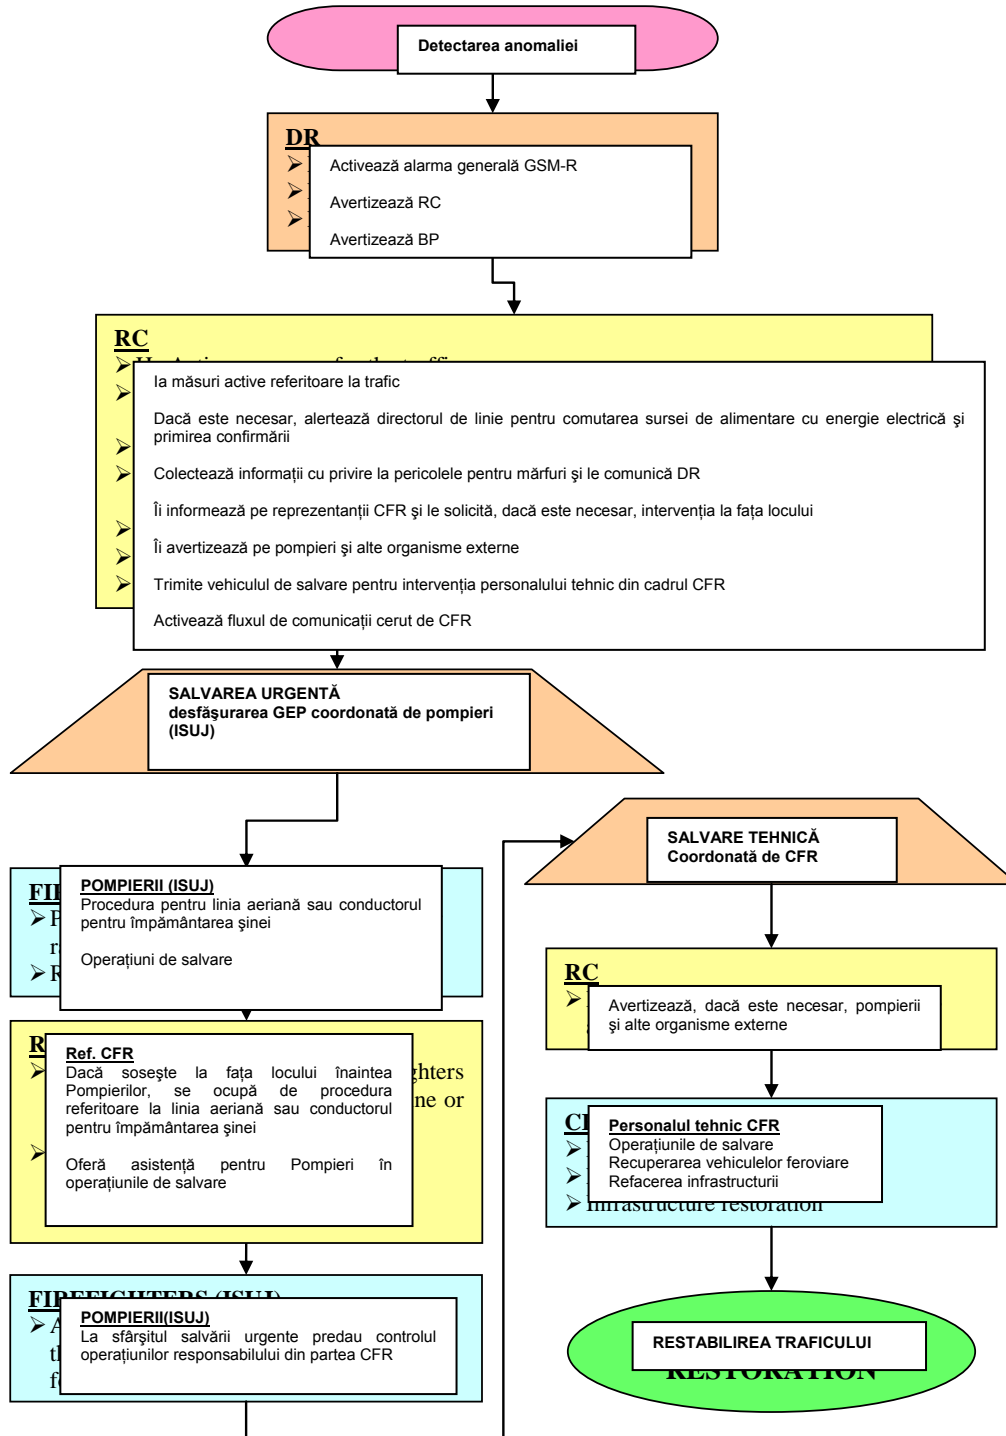 Detectarea anomaliei
DR
Activează alarma generală GSM-R
Avertizează RC
Avertizează BP
RC
Ia măsuri active referitoare la trafic
Dacă este necesar, alertează directorul de linie pentru comutarea sursei de alimentare cu energie electrică şi
primirea confirmării
Colectează informaţii cu privire la pericolele pentru mărfuri şi le comunică DR
Îi informează pe reprezentanţii CFR şi le solicită, dacă este necesar, intervenţia la faţa locului
Îi avertizează pe pompieri şi alte organisme externe
Trimite vehiculul de salvare pentru intervenţia personalului tehnic din cadrul CFR
Activează fluxul de comunicaţii cerut de CFR
SALVAREA URGENTĂ
desfăşurarea GEP coordonată de pompieri
(ISUJ)
POMPIERII (ISUJ)
Procedura pentru linia aeriană sau conductorul
pentru împământarea şinei
Operaţiuni de salvare
Ref. CFR
Dacă soseşte la faţa locului înaintea
Pompierilor, se ocupă de procedura
referitoare la linia aeriană sau conductorul
pentru împământarea şinei
Oferă asistenţă pentru Pompieri în
operaţiunile de salvare
ghters
ne or
FIREFIGHTERS (ISUJ)
POMPIERII(ISUJ)
La sfârşitul salvării urgente predau controlul
operaţiunilor responsabilului din partea CFR
SALVARE TEHNICĂ
Coordonată de CFR
RC
Avertizează, dacă este necesar, pompierii
şi alte organisme externe
Personalul tehnic CFR
Operaţiunile de salvare
Recuperarea vehiculelor feroviare
Refacerea infrastructurii
Infrastructure restoration
RESTABILIREA TRAFICULUI
RESTORATION